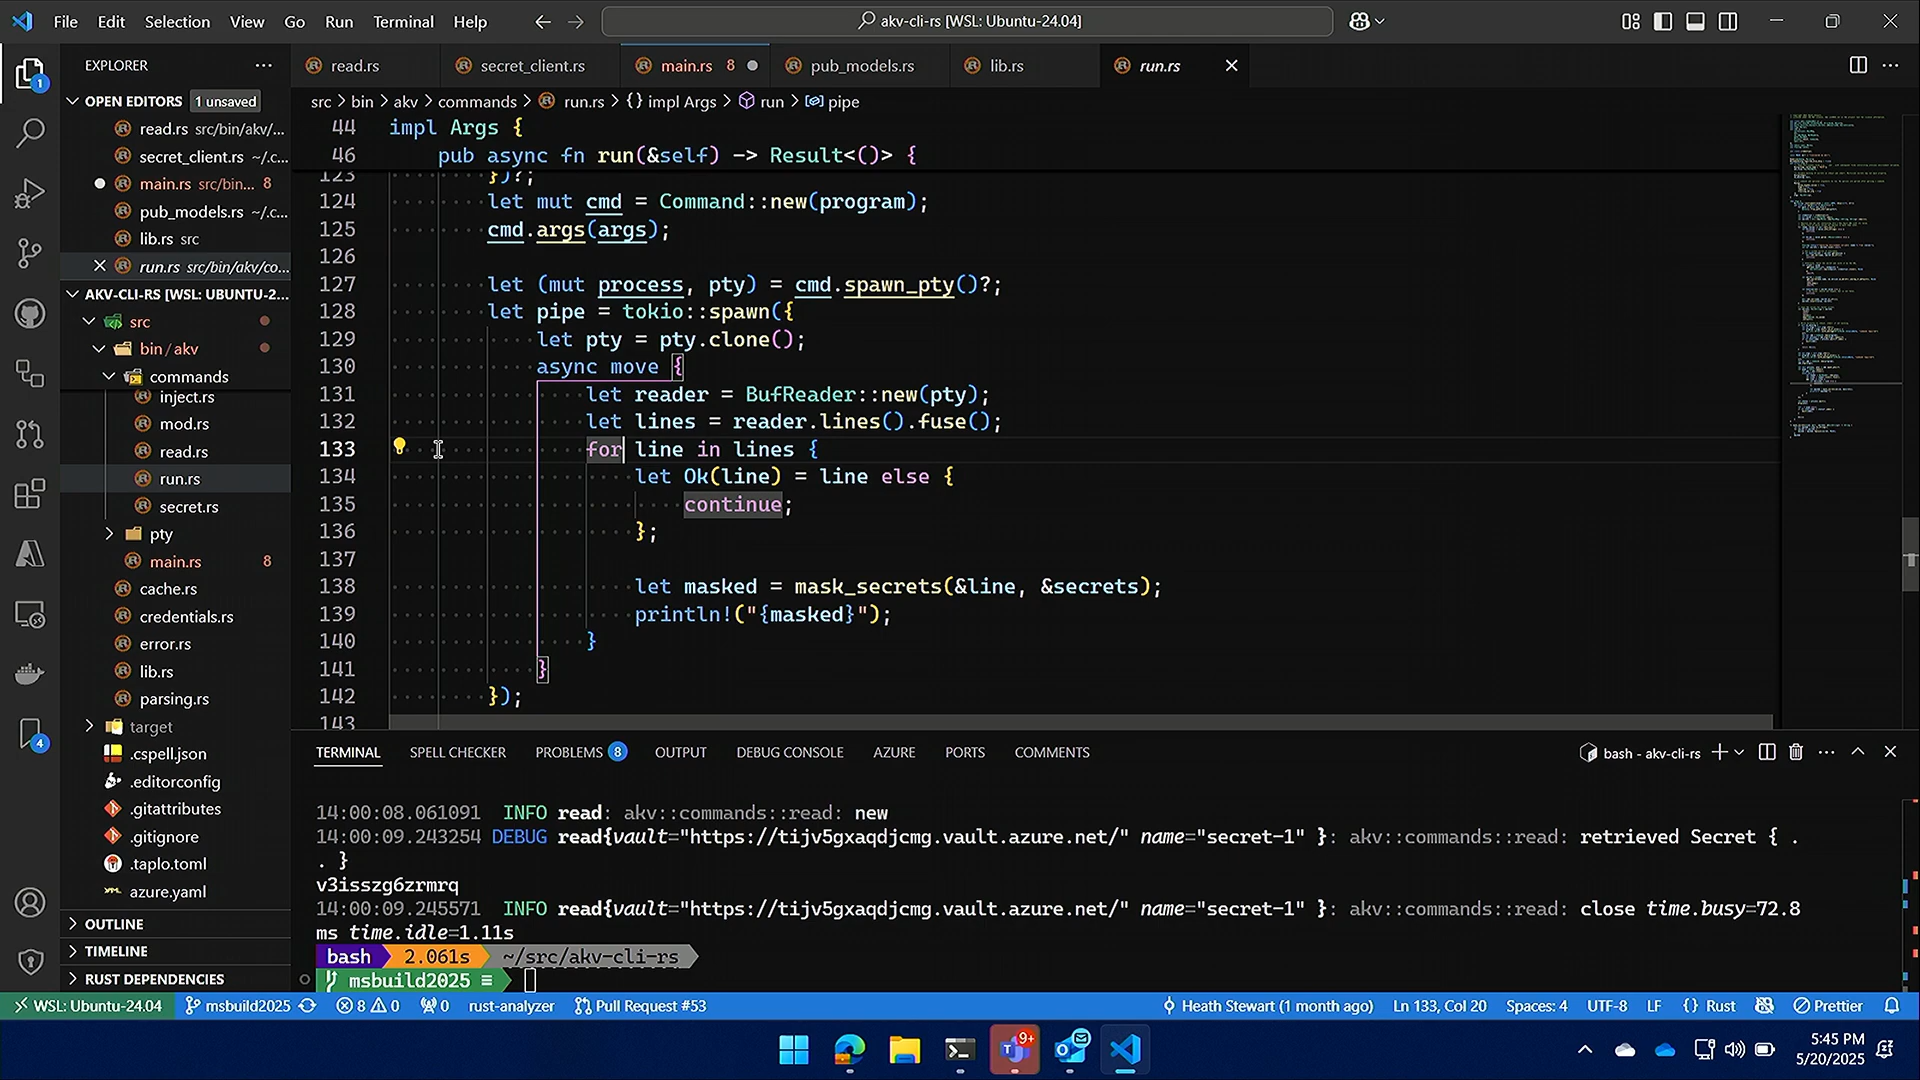 File Edit Selection View Go Run Terminal Help
akv-cli-rs [WSL: Ubuntu-24.04]
EXPLORER
read.rs secret_client.rs main.rs 8 pub_models.rs lib.rs run.rs
OPEN EDITORS 1 unsaved
src > bin > akv > commands > run.rs > {} impl Args > run > pipe
read.rs src/bin/akv/...
secret_client.rs ~/.c...
main.rs src/bin... 8
pub_models.rs ~/.c...
lib.rs src
run.rs src/bin/akv/co...
AKV-CLI-RS [WSL: UBUNTU-2...
src
bin / akv
commands
inject.rs
mod.rs
read.rs
run.rs
secret.rs
pty
main.rs 8
cache.rs
credentials.rs
error.rs
lib.rs
parsing.rs
target
.cspell.json
.editorconfig
.gitattributes
.gitignore
.taplo.toml
azure.yaml
OUTLINE
TIMELINE
RUST DEPENDENCIES
1
4
44 impl Args {
46 pub async fn run(&self) -> Result<()> {
123 })?;
124 let mut cmd = Command::new(program);
125 cmd.args(args);
126
127 let (mut process, pty) = cmd.spawn_pty()?;
128 let pipe = tokio::spawn({
129 let pty = pty.clone();
130 async move {
131 let reader = BufReader::new(pty);
132 let lines = reader.lines().fuse();
133 for line in lines {
134 let Ok(line) = line else {
135 continue;
136 };
137
138 let masked = mask_secrets(&line, &secrets);
139 println!("{masked}");
140 }
141 }
142 });
143
TERMINAL SPELL CHECKER PROBLEMS 8 OUTPUT DEBUG CONSOLE AZURE PORTS COMMENTS
bash - akv-cli-rs
14:00:08.061091 INFO read: akv::commands::read: new
14:00:09.243254 DEBUG read{vault="https://tijv5gxaqdjcmg.vault.azure.net/" name="secret-1" }: akv::commands::read: retrieved Secret { .
. }
v3isszg6zrmrq
14:00:09.245571 INFO read{vault="https://tijv5gxaqdjcmg.vault.azure.net/" name="secret-1" }: akv::commands::read: close time.busy=72.8
ms time.idle=1.11s
bash 2.061s ~/src/akv-cli-rs
msbuild2025 ≡
WSL: Ubuntu-24.04 msbuild2025 8 0 0 rust-analyzer Pull Request #53 Heath Stewart (1 month ago) Ln 133, Col 20 Spaces: 4 UTF-8 LF {} Rust Prettier
9+
5:45 PM
5/20/2025